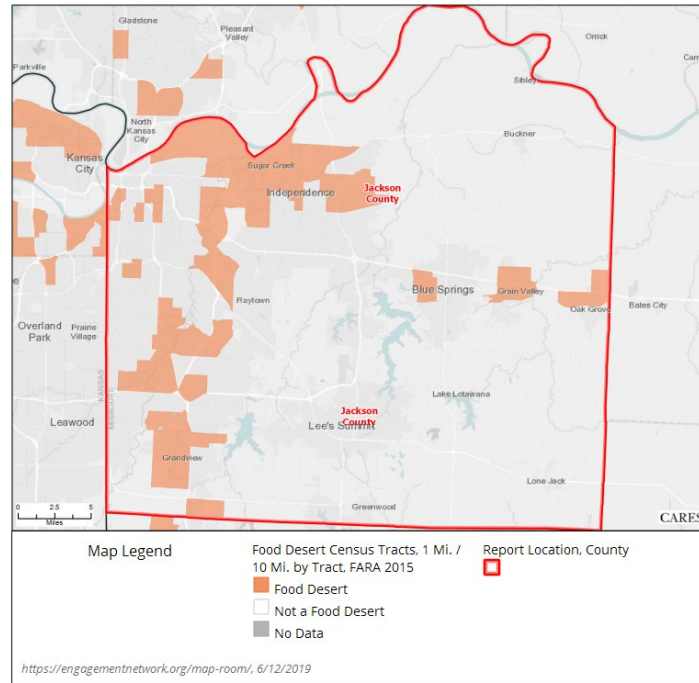 Gladstone
Pleasant
Valley
Orrick
Parkville
Sibley
North
Kansas
City
Buckner
Kansas
City
Sugar Creek
Independence
Jackson
County
Blue Springs
Grain Valley
Raytown
Oak Grove
Bates City
Overland
Park
Prairie
Village
KANSAS
MISSOURI
Lake Lotawana
Leawood
Jackson
County
Lee's Summit
Grandview
Lone Jack
Greenwood
0 2.5 5
Miles
CARES
Map Legend
Food Desert Census Tracts, 1 Mi. /
10 Mi. by Tract, FARA 2015
Food Desert
Not a Food Desert
No Data
Report Location, County
https://engagementnetwork.org/map-room/, 6/12/2019